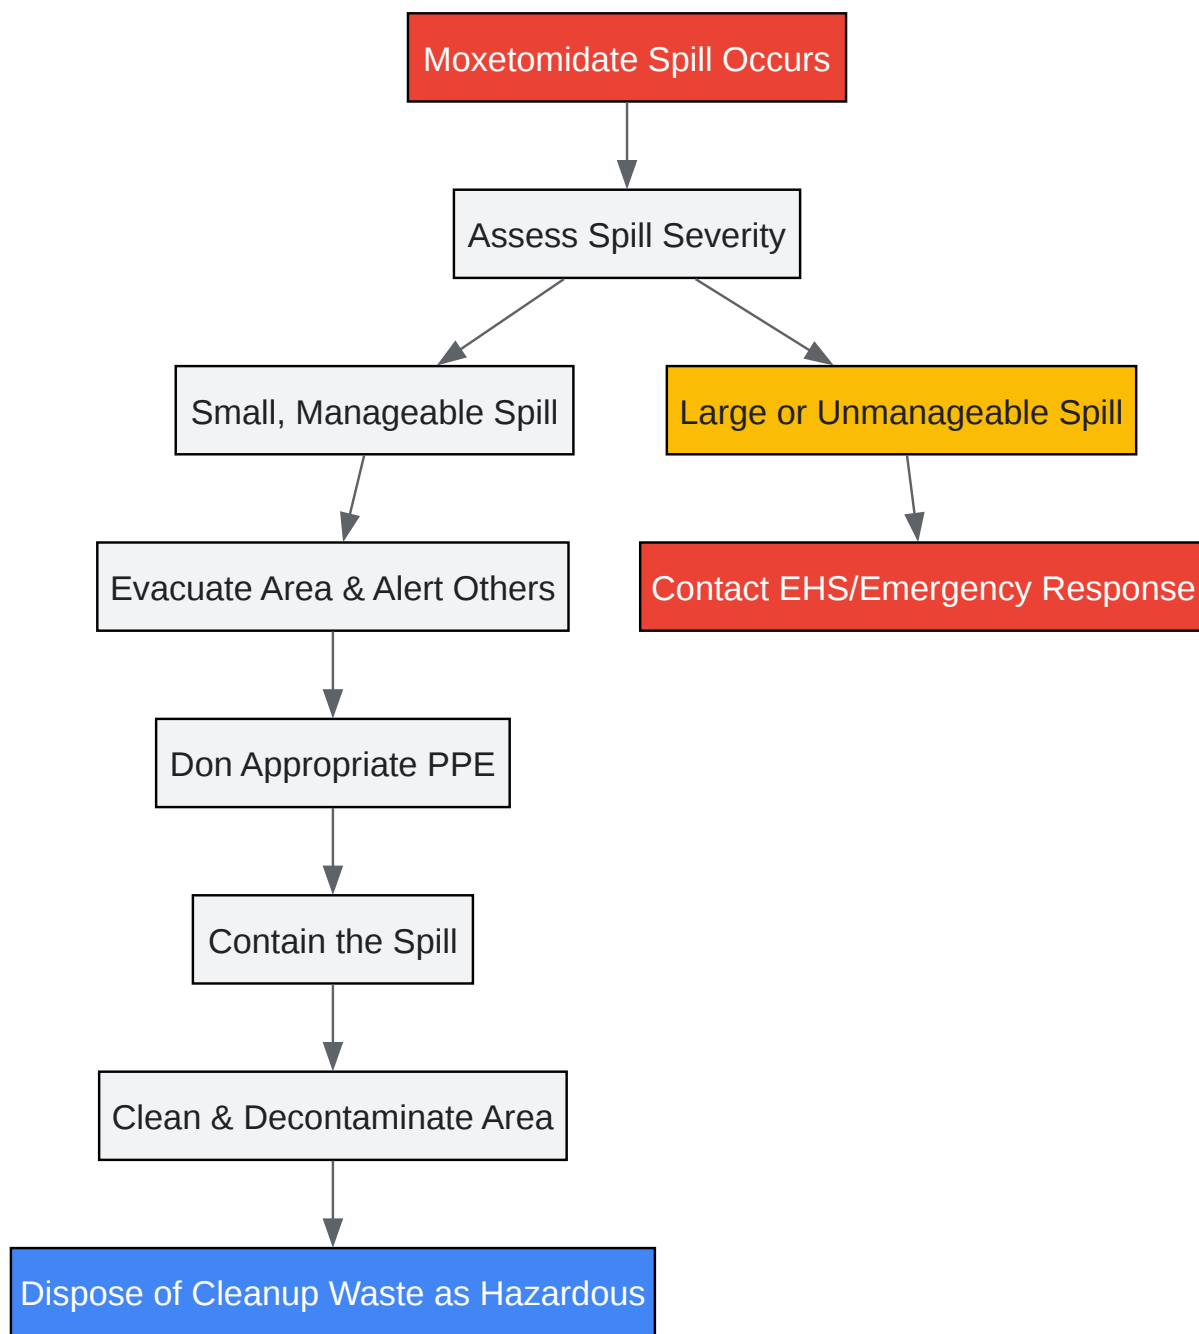 Moxetomidate Spill Occurs
Assess Spill Severity
Small, Manageable Spill
Large or Unmanageable Spill
Evacuate Area & Alert Others
Contact EHS/Emergency Response
Don Appropriate PPE
Contain the Spill
Clean & Decontaminate Area
Dispose of Cleanup Waste as Hazardous